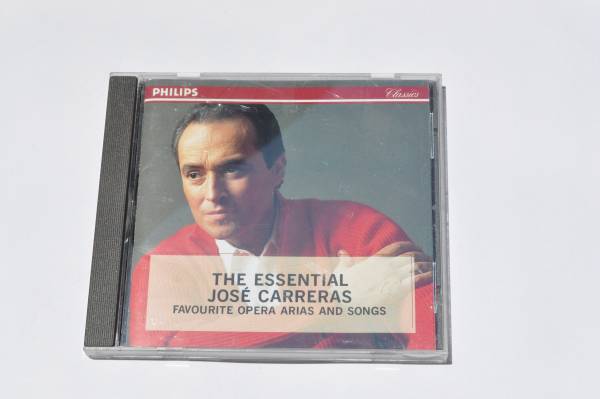 PHILIPS Classics
THE ESSENTIAL
JOSÉ CARRERAS
FAVOURITE OPERA ARIAS AND SONGS